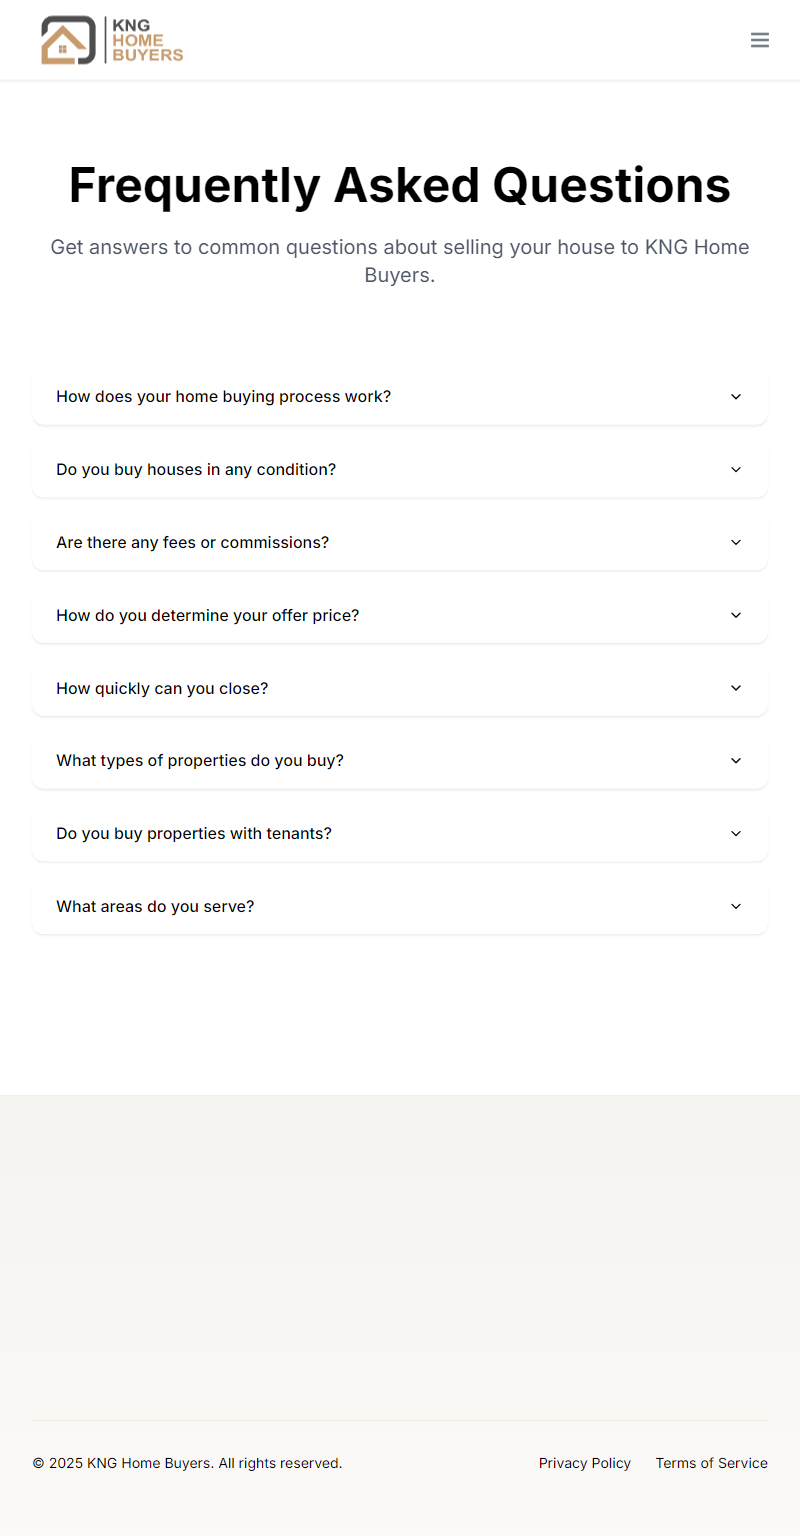 KNG
HOME
BUYERS
Frequently Asked Questions
Get answers to common questions about selling your house to KNG Home
Buyers.
How does your home buying process work?
Do you buy houses in any condition?
Are there any fees or commissions?
How do you determine your offer price?
How quickly can you close?
What types of properties do you buy?
Do you buy properties with tenants?
What areas do you serve?
© 2025 KNG Home Buyers. All rights reserved. Privacy Policy Terms of Service